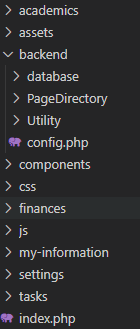 academics
assets
backend
database
PageDirectory
Utility
config.php
components
css
finances
js
my-information
settings
tasks
index.php